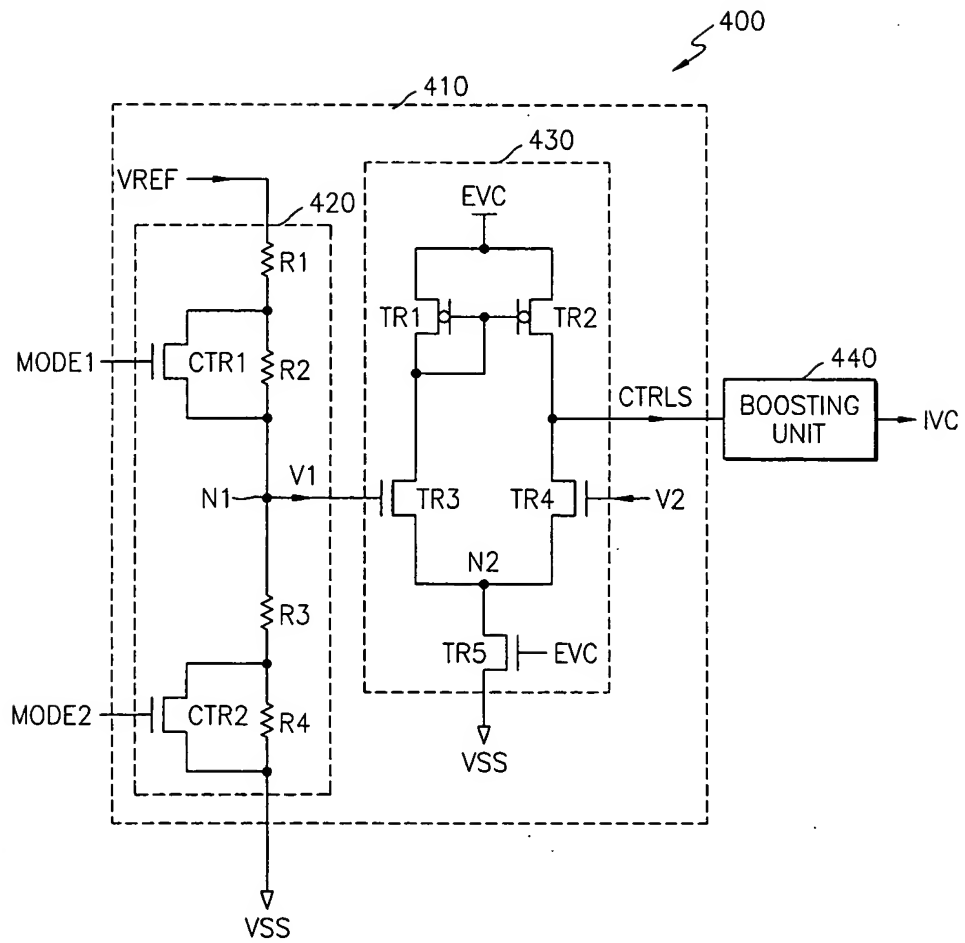 400
410
430
VREF
420
EVC
R1
TR1
TR2
MODE1
CTR1
R2
440
CTRLS
BOOSTING
UNIT
IVC
N1
V1
TR3
TR4
V2
N2
R3
TR5
EVC
MODE2
CTR2
R4
VSS
VSS